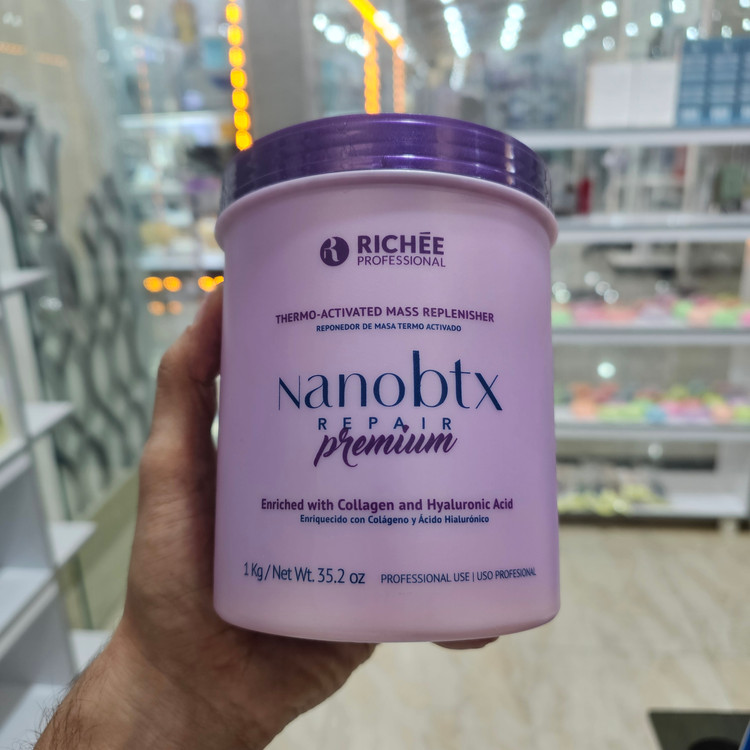 RICHÉE
PROFESSIONAL
THERMO-ACTIVATED MASS REPLENISHER
REPONEDOR DE MASA TERMO ACTIVADO
Nanobtx
REPAIR
premium
Enriched with Collagen and Hyaluronic Acid
Enriquecido con Colágeno y Ácido Hialurónico
1 Kg / Net Wt. 35.2 oz PROFESSIONAL USE | USO PROFESIONAL